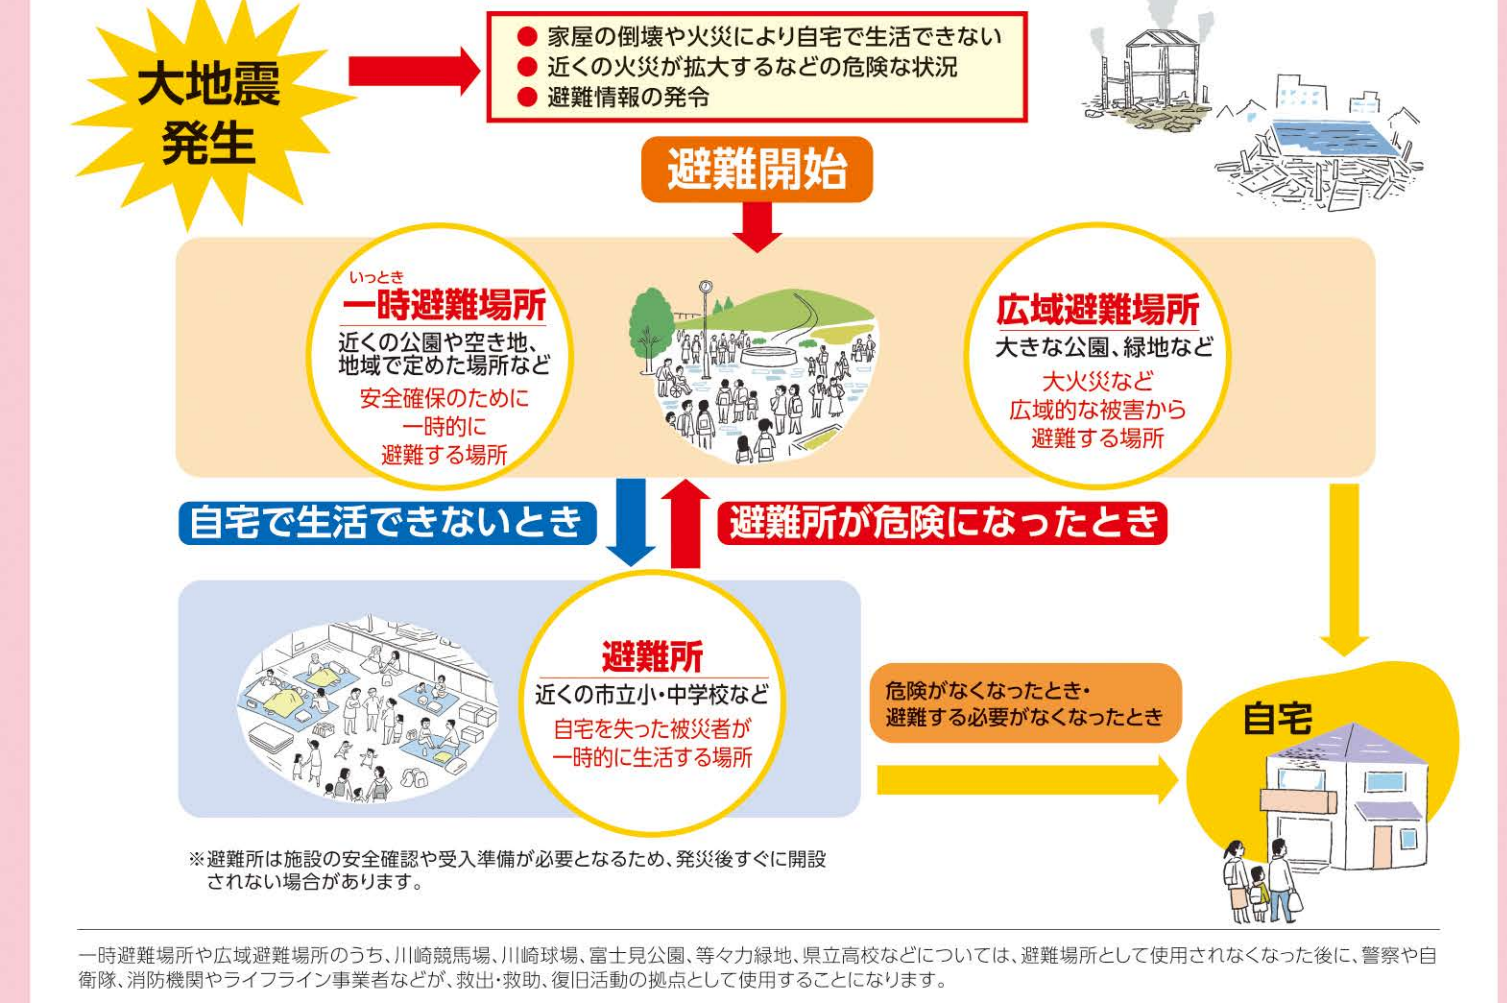 大地震
発生
● 家屋の倒壊や火災により自宅で生活できない
● 近くの火災が拡大するなどの危険な状況
● 避難情報の発令
避難開始
いっとき
一時避難場所
近くの公園や空き地、
地域で定めた場所など
安全確保のために
一時的に
避難する場所
広域避難場所
大きな公園、緑地など
大火災など
広域的な被害から
避難する場所
自宅で生活できないとき
避難所が危険になったとき
避難所
近くの市立小・中学校など
自宅を失った被災者が
一時的に生活する場所
危険がなくなったとき・
避難する必要がなくなったとき
自宅
※避難所は施設の安全確認や受入準備が必要となるため、発災後すぐに開設
されない場合があります。
一時避難場所や広域避難場所のうち、川崎競馬場、川崎球場、富士見公園、等々力緑地、県立高校などについては、避難場所として使用されなくなった後に、警察や自
衛隊、消防機関やライフライン事業者などが、救出・救助、復旧活動の拠点として使用することになります。